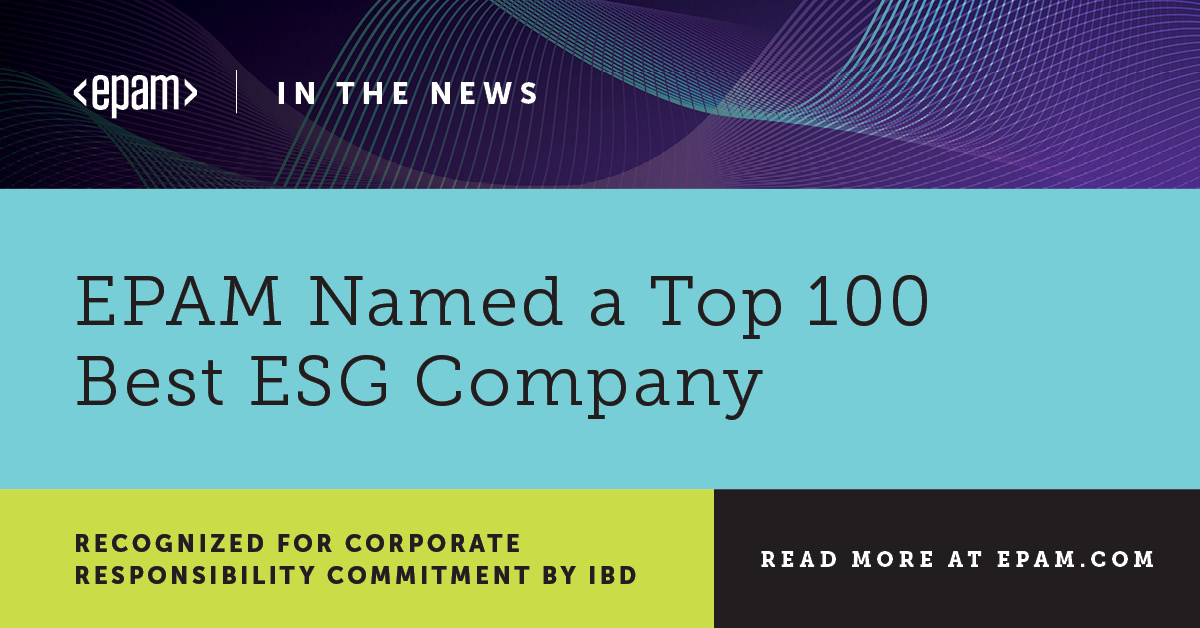 <epam> | IN THE NEWS
EPAM Named a Top 100
Best ESG Company
RECOGNIZED FOR CORPORATE
RESPONSIBILITY COMMITMENT BY IBD
READ MORE AT EPAM.COM